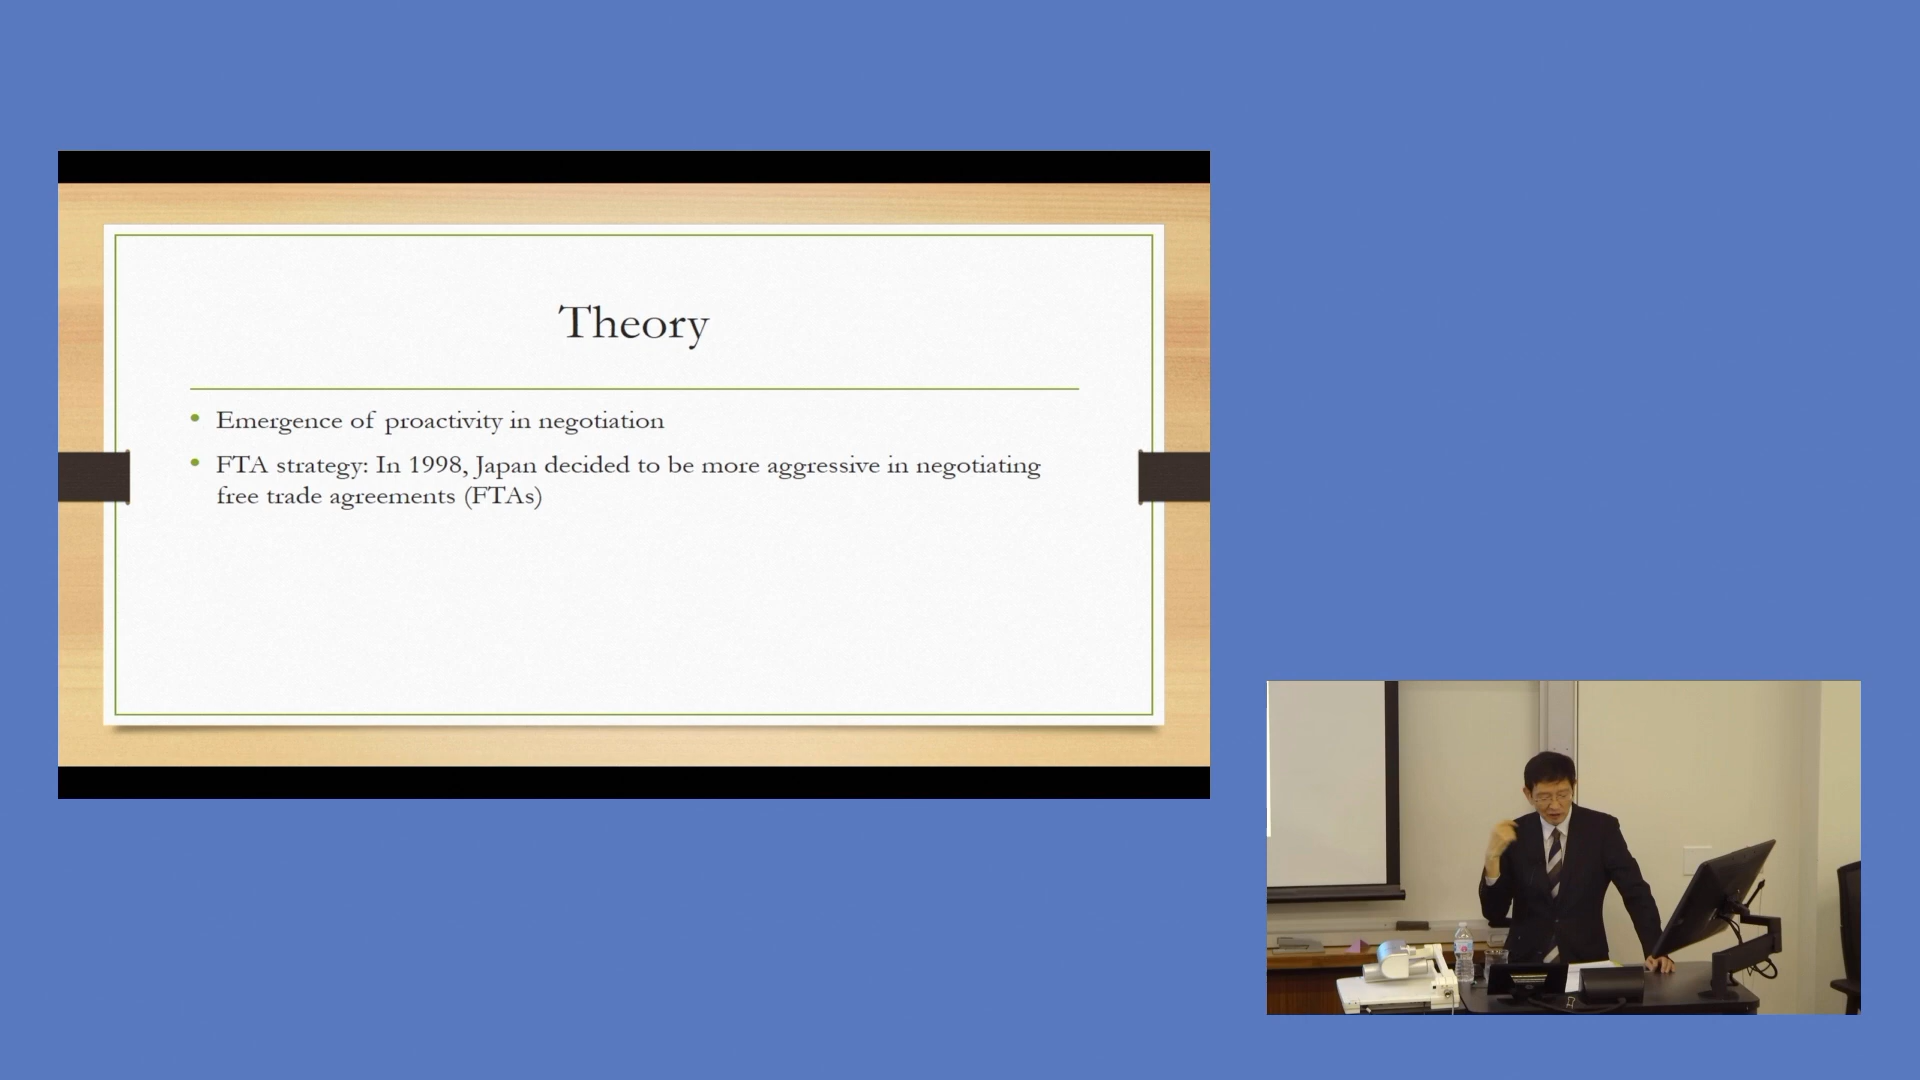 Theory
• Emergence of proactivity in negotiation
• FTA strategy: In 1998, Japan decided to be more aggressive in negotiating
free trade agreements (FTAs)